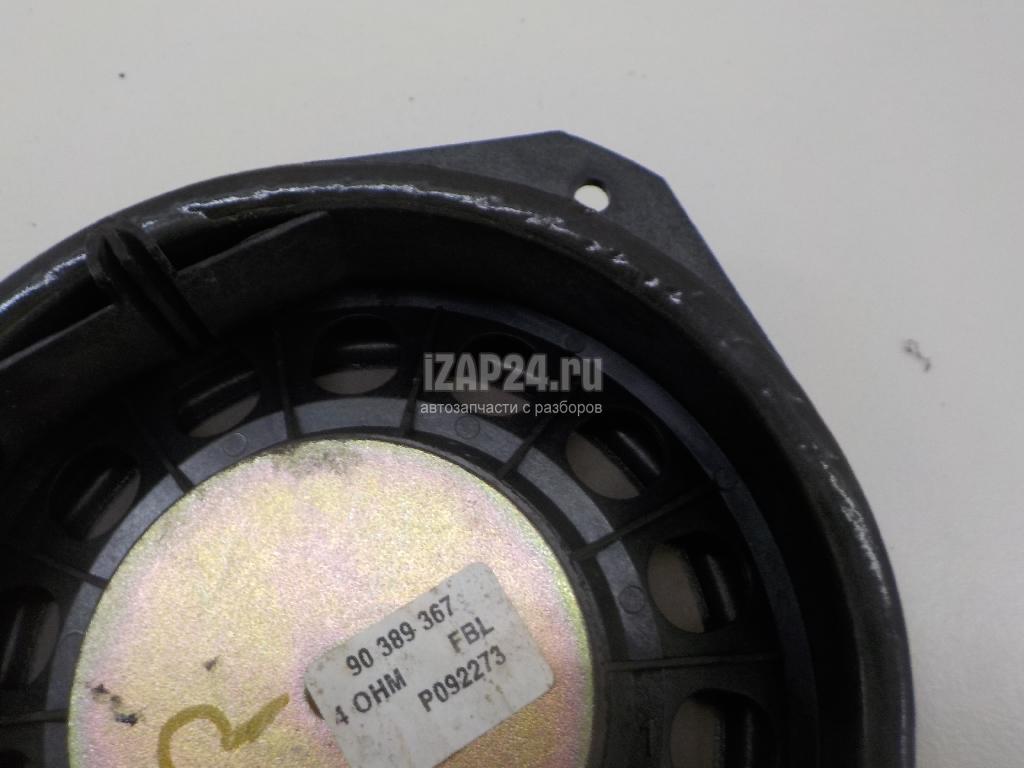 iZAP24.ru
автозапчасти с разборов
90 389 367
4 OHM FBL
P092273